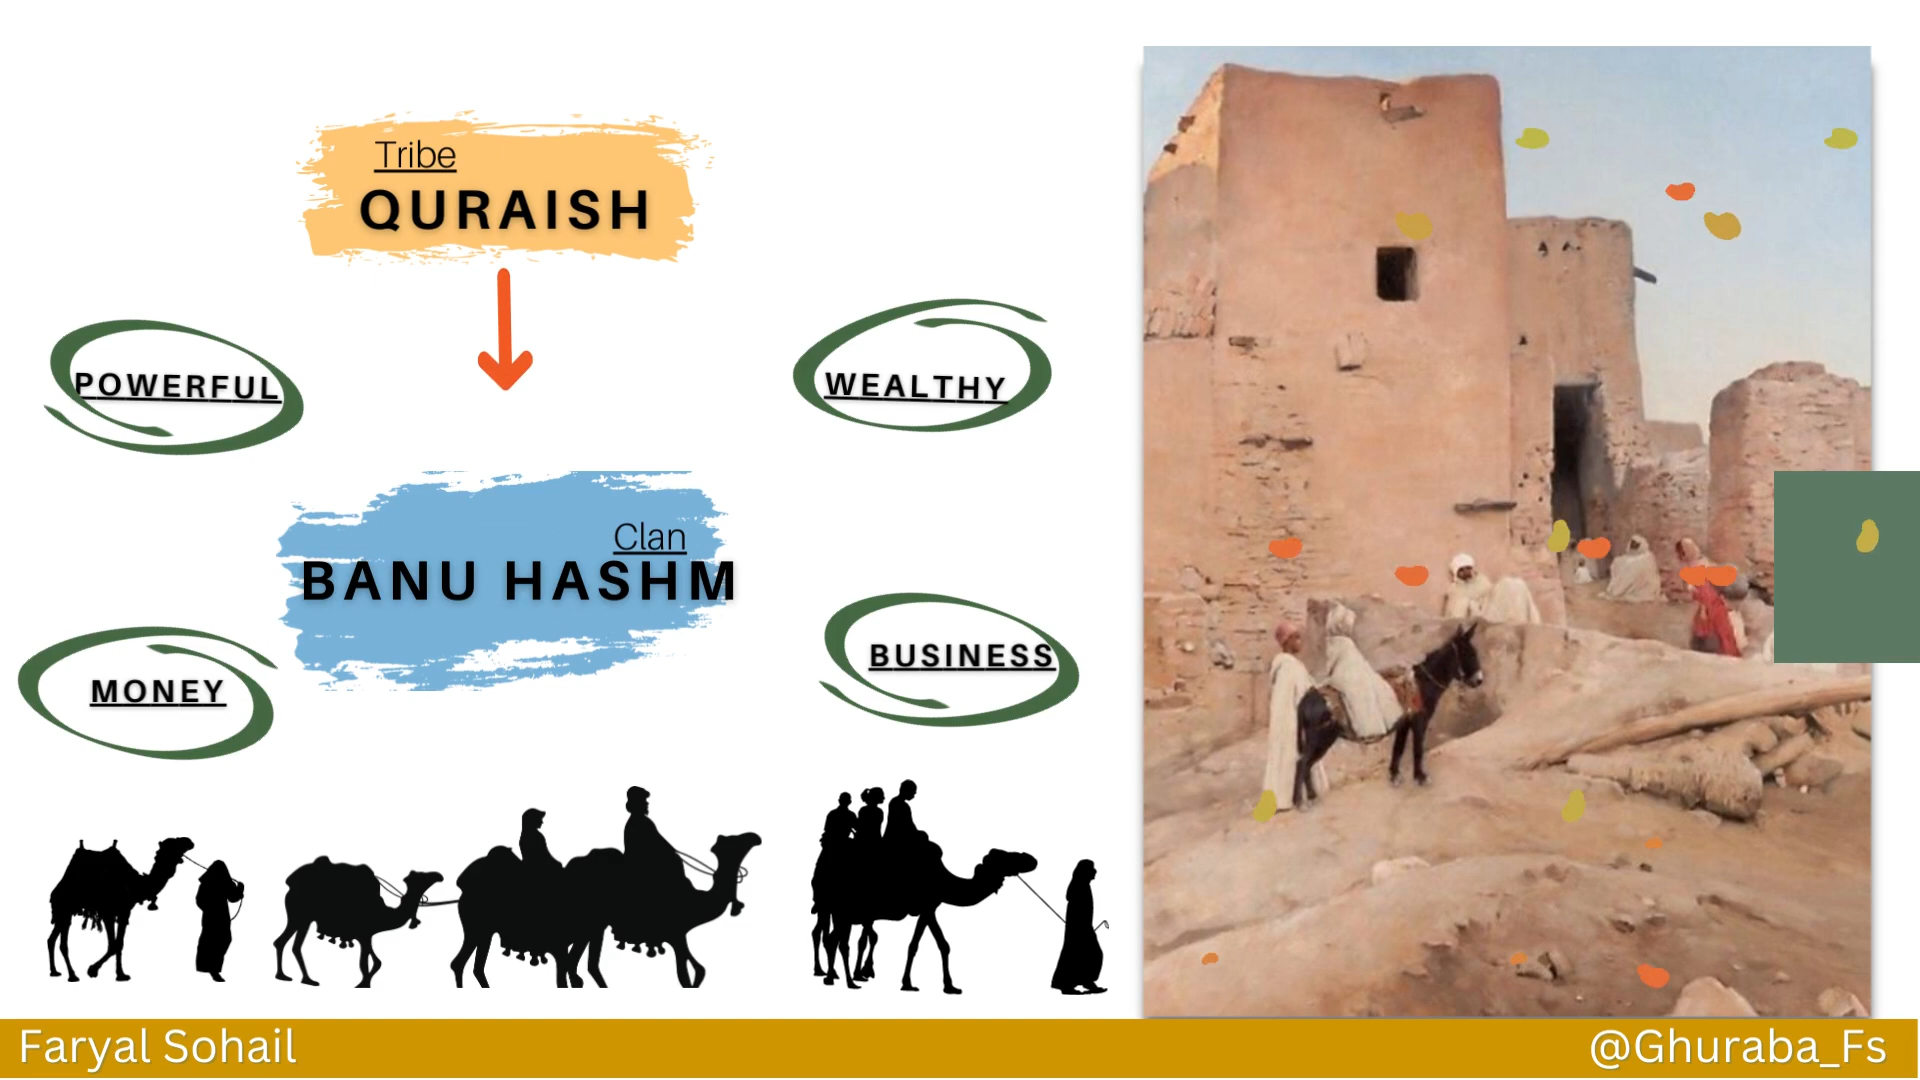 Tribe
QURAISH
POWERFUL
WEALTHY
Clan
BANU HASHM
MONEY
BUSINESS
Faryal Sohail
@Ghuraba_Fs